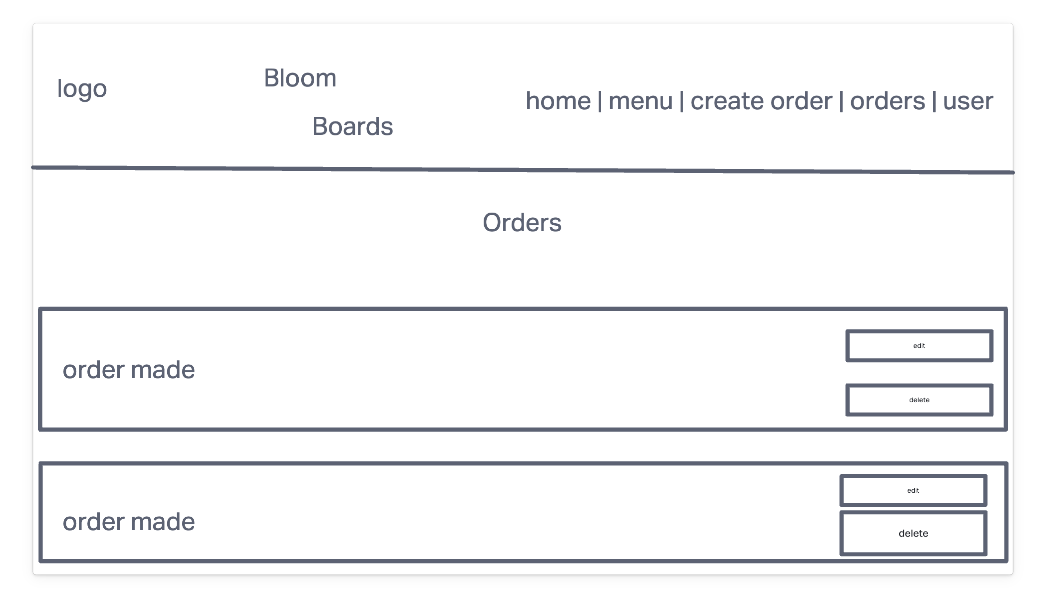 logo
Bloom
Boards
home | menu | create order | orders | user
Orders
order made
edit
delete
order made
edit
delete